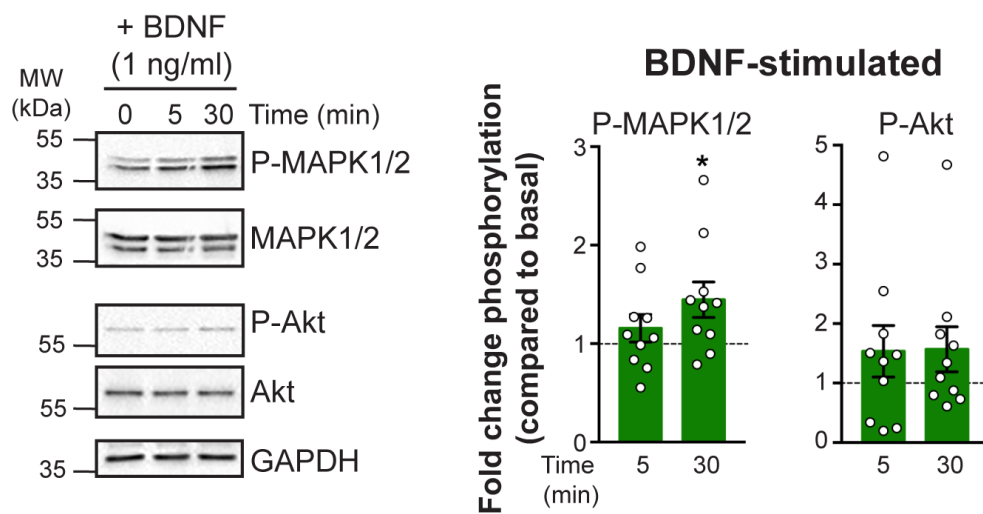 + BDNF
(1 ng/ml)
MW
(kDa)
0 5 30 Time (min)
55
35
P-MAPK1/2
55
35
MAPK1/2
55
P-Akt
55
Akt
35
GAPDH
BDNF-stimulated
Fold change phosphorylation
(compared to basal)
P-MAPK1/2
3
2
1
0
*
Time
(min)
5 30
P-Akt
5
4
3
2
1
0
5 30